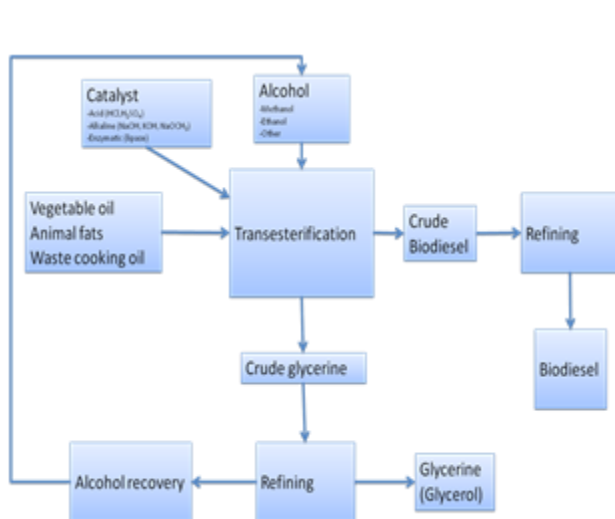 Catalyst
-Acid (HCl,H₂SO₄)
-Alkaline (NaOH, KOH, NaOCH₃)
-Enzymatic (lipase)
Alcohol
-Methanol
-Ethanol
-Other
Vegetable oil
Animal fats
Waste cooking oil
Transesterification
Crude
Biodiesel
Refining
Biodiesel
Crude glycerine
Alcohol recovery
Refining
Glycerine
(Glycerol)